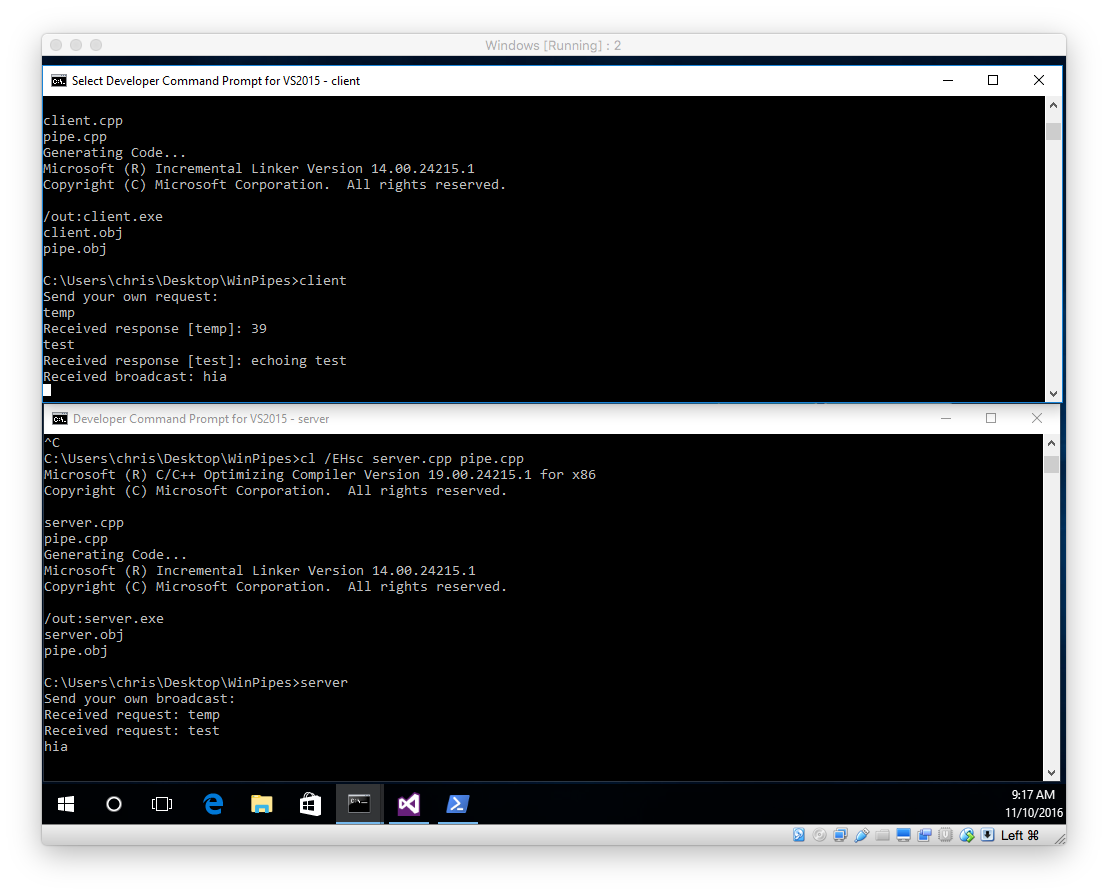 Windows [Running] : 2
Select Developer Command Prompt for VS2015 - client
client.cpp
pipe.cpp
Generating Code...
Microsoft (R) Incremental Linker Version 14.00.24215.1
Copyright (C) Microsoft Corporation.  All rights reserved.
/out:client.exe
client.obj
pipe.obj
C:\Users\chris\Desktop\WinPipes>client
Send your own request:
temp
Received response [temp]: 39
test
Received response [test]: echoing test
Received broadcast: hia
Developer Command Prompt for VS2015 - server
^C
C:\Users\chris\Desktop\WinPipes>cl /EHsc server.cpp pipe.cpp
Microsoft (R) C/C++ Optimizing Compiler Version 19.00.24215.1 for x86
Copyright (C) Microsoft Corporation.  All rights reserved.
server.cpp
pipe.cpp
Generating Code...
Microsoft (R) Incremental Linker Version 14.00.24215.1
Copyright (C) Microsoft Corporation.  All rights reserved.
/out:server.exe
server.obj
pipe.obj
C:\Users\chris\Desktop\WinPipes>server
Send your own broadcast:
Received request: temp
Received request: test
hia
9:17 AM
11/10/2016
Left ⌘